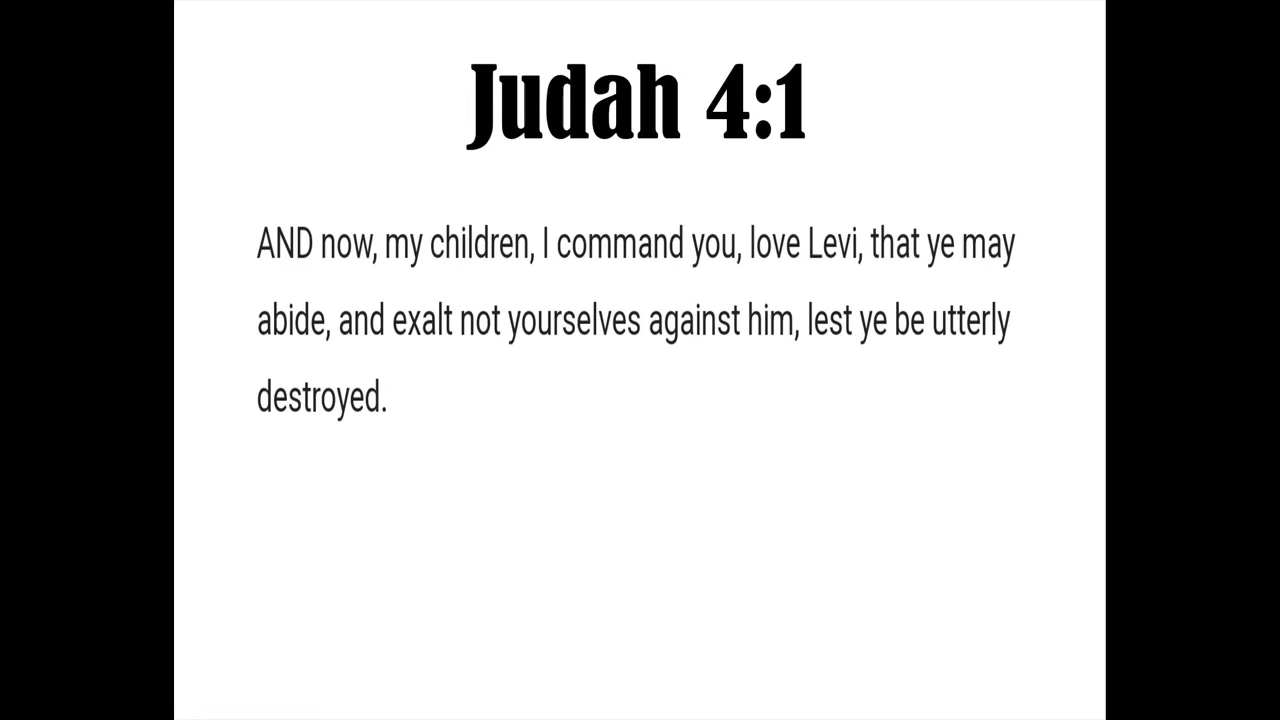 Judah 4:1
AND now, my children, I command you, love Levi, that ye may
abide, and exalt not yourselves against him, lest ye be utterly
destroyed.